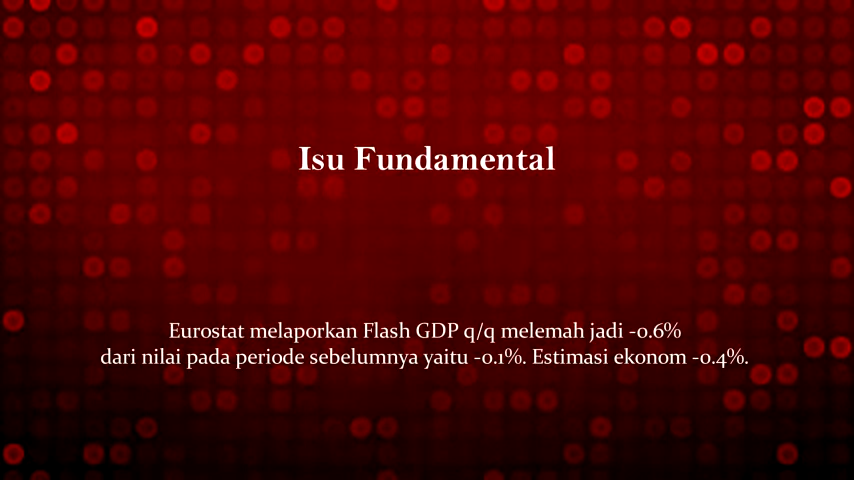 Isu Fundamental
Eurostat melaporkan Flash GDP q/q melemah jadi -0.6%
dari nilai pada periode sebelumnya yaitu -0.1%. Estimasi ekonom -0.4%.